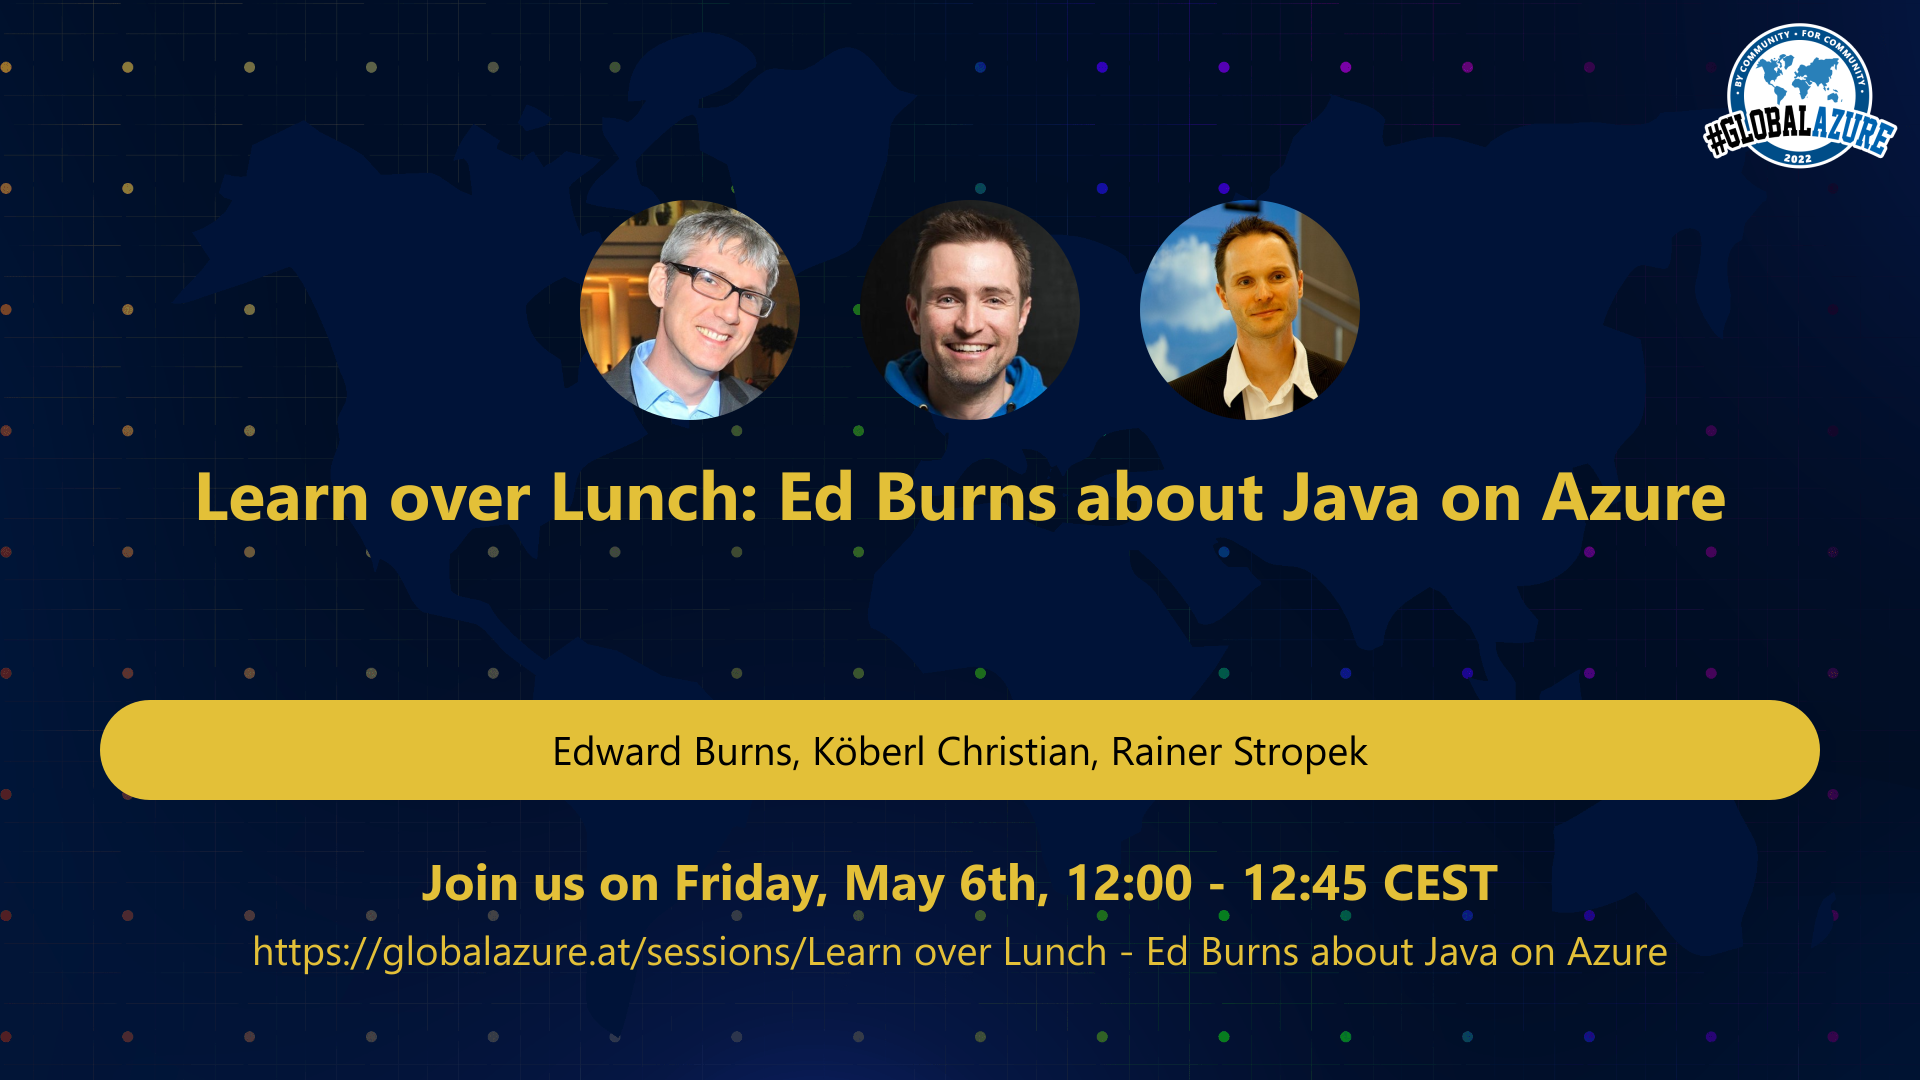 • BY COMMUNITY • FOR COMMUNITY •
#GLOBALAZURE
2022
Learn over Lunch: Ed Burns about Java on Azure
Edward Burns, Köberl Christian, Rainer Stropek
Join us on Friday, May 6th, 12:00 - 12:45 CEST
https://globalazure.at/sessions/Learn over Lunch - Ed Burns about Java on Azure